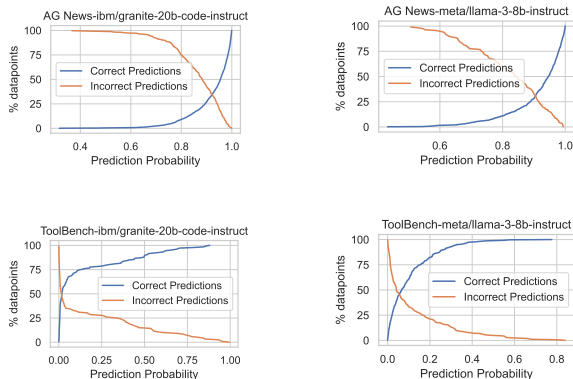 AG News-ibm/granite-20b-code-instruct
100
75
50
25
0
% datapoints
Correct Predictions
Incorrect Predictions
0.4
0.6
0.8
1.0
Prediction Probability
AG News-meta/llama-3-8b-instruct
100
75
50
25
0
% datapoints
Correct Predictions
Incorrect Predictions
0.4
0.6
0.8
1.0
Prediction Probability
ToolBench-ibm/granite-20b-code-instruct
100
75
50
25
0
% datapoints
Correct Predictions
Incorrect Predictions
0.00
0.25
0.50
0.75
1.00
Prediction Probability
ToolBench-meta/llama-3-8b-instruct
100
75
50
25
0
% datapoints
Correct Predictions
Incorrect Predictions
0.0
0.2
0.4
0.6
0.8
Prediction Probability